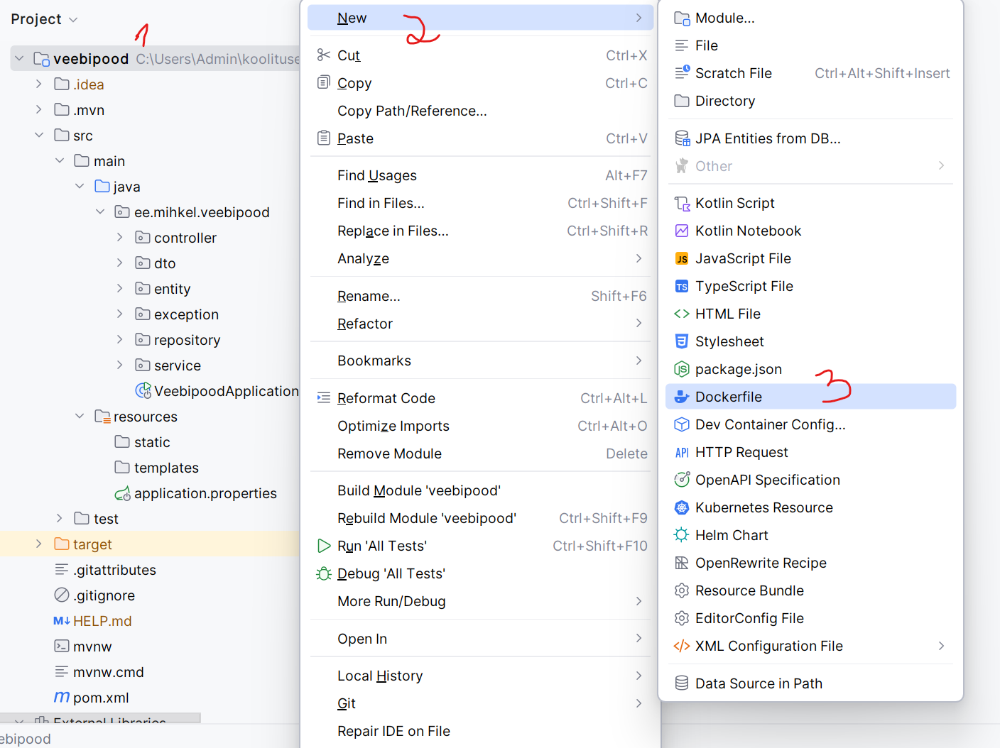 Project
1
veebipood C:\Users\Admin\koolituse
.idea
.mvn
src
main
java
ee.mihkel.veebipood
controller
dto
entity
exception
repository
service
VeebipoodApplication
resources
static
templates
application.properties
test
target
.gitattributes
.gitignore
M↓ HELP.md
mvnw
mvnw.cmd
m pom.xml
External Libraries
ebipood
New
2
Cut Ctrl+X
Copy Ctrl+C
Copy Path/Reference...
Paste Ctrl+V
Find Usages Alt+F7
Find in Files... Ctrl+Shift+F
Replace in Files... Ctrl+Shift+R
Analyze
Rename... Shift+F6
Refactor
Bookmarks
Reformat Code Ctrl+Alt+L
Optimize Imports Ctrl+Alt+O
Remove Module Delete
Build Module 'veebipood'
Rebuild Module 'veebipood' Ctrl+Shift+F9
Run 'All Tests' Ctrl+Shift+F10
Debug 'All Tests'
More Run/Debug
Open In
Local History
Git
Repair IDE on File
Module...
File
Scratch File Ctrl+Alt+Shift+Insert
Directory
JPA Entities from DB...
Other
Kotlin Script
Kotlin Notebook
JS JavaScript File
TS TypeScript File
HTML File
Stylesheet
package.json
Dockerfile 3
Dev Container Config...
API HTTP Request
OpenAPI Specification
Kubernetes Resource
Helm Chart
OpenRewrite Recipe
Resource Bundle
EditorConfig File
</> XML Configuration File
Data Source in Path